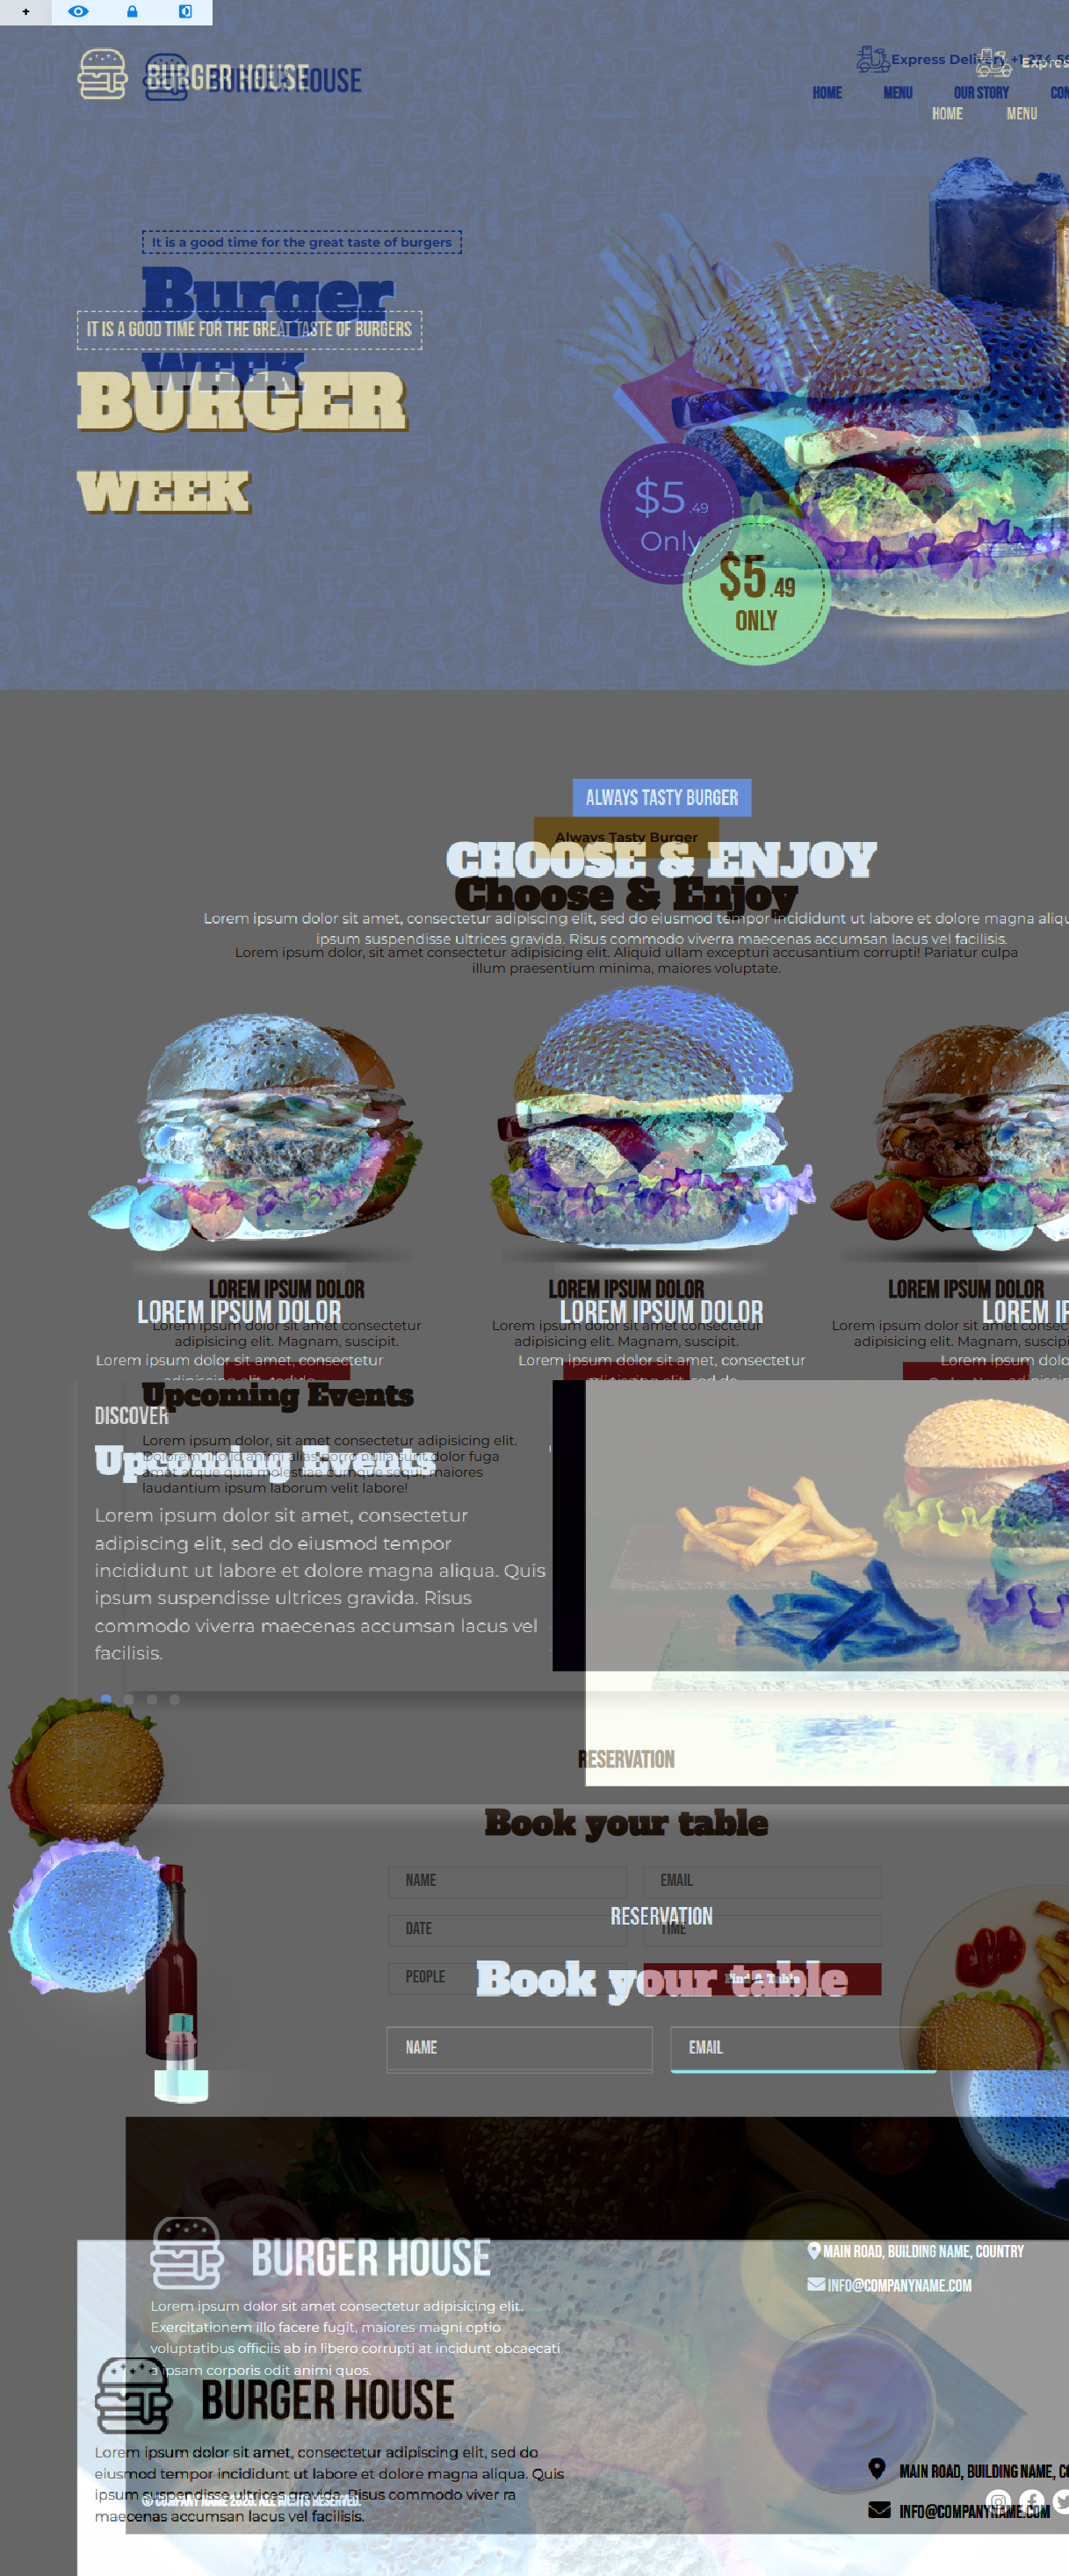 BURGER HOUSE
BURGER HOUSE
Express Delivery +1 234 5
Expres
HOME MENU OUR STORY CON
HOME MENU
It is a good time for the great taste of burgers
Burger
WEEK
IT IS A GOOD TIME FOR THE GREAT TASTE OF BURGERS
BURGER
WEEK
$5.49
Only
$5.49
ONLY
ALWAYS TASTY BURGER
Always Tasty Burger
CHOOSE & ENJOY
Choose & Enjoy
Lorem ipsum dolor sit amet, consectetur adipiscing elit, sed do eiusmod tempor incididunt ut labore et dolore magna aliqu
ipsum suspendisse ultrices gravida. Risus commodo viverra maecenas accumsan lacus vel facilisis.
Lorem ipsum dolor, sit amet consectetur adipisicing elit. Aliquid ullam excepturi accusantium corrupti! Pariatur culpa
illum praesentium minima, maiores voluptate.
LOREM IPSUM DOLOR LOREM IPSUM DOLOR LOREM IPSUM DOLOR
LOREM IPSUM DOLOR LOREM IPSUM DOLOR LOREM IP
Lorem ipsum dolor sit amet consectetur Lorem ipsum dolor sit amet consectetur Lorem ipsum dolor sit amet consec
adipisicing elit. Magnam, suscipit. adipisicing elit. Magnam, suscipit. adipisicing elit. Magnam, suscipi
Lorem ipsum dolor sit amet, consectetur Lorem ipsum dolor sit amet, consectetur Lorem ipsum dolo
Upcoming Events
DISCOVER
Lorem ipsum dolor, sit amet consectetur adipisicing elit.
Upcoming Events
Dolorem, illo id animi alias porro nulla sunt dolor fuga
amet atque quia molestiae cumque sequi, maiores
laudantium ipsum laborum velit labore!
Lorem ipsum dolor sit amet, consectetur
adipiscing elit, sed do eiusmod tempor
incididunt ut labore et dolore magna aliqua. Quis
ipsum suspendisse ultrices gravida. Risus
commodo viverra maecenas accumsan lacus vel
facilisis.
RESERVATION
Book your table
NAME EMAIL
RESERVATION
DATE TIME
PEOPLE Find A Table
Book your table
NAME EMAIL
BURGER HOUSE
MAIN ROAD, BUILDING NAME, COUNTRY
INFO@COMPANYNAME.COM
Lorem ipsum dolor sit amet consectetur adipisicing elit.
Exercitationem illo facere fugit, maiores magni optio
voluptatibus officiis ab in libero corrupti at incidunt obcaecati
ipsam corporis odit animi quos.
BURGER HOUSE
Lorem ipsum dolor sit amet, consectetur adipiscing elit, sed do
eiusmod tempor incididunt ut labore et dolore magna aliqua. Quis
ipsum suspendisse ultrices gravida. Risus commodo viver ra
© COMPANY NAME 2020. ALL RIGHTS RESERVED.
maecenas accumsan lacus vel facilisis.
MAIN ROAD, BUILDING NAME, CO
INFO@COMPANYNAME.COM